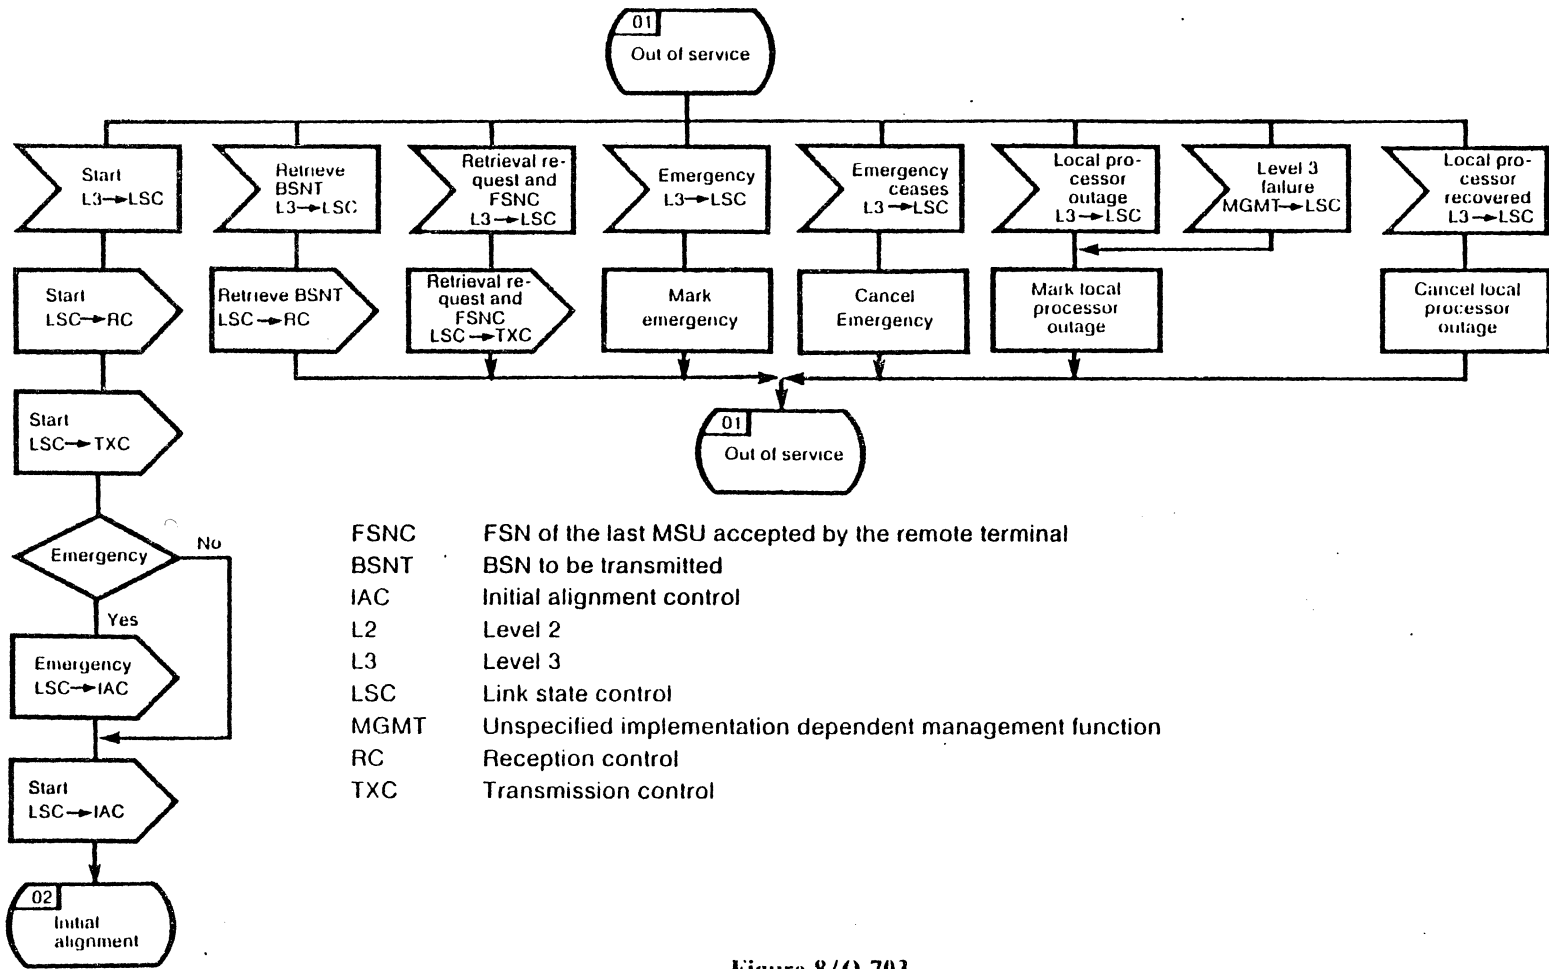 01
Out of service
Start
L3→LSC
Retrieve
BSNT
L3→LSC
Retrieval re-
quest and
FSNC
L3→LSC
Emergency
L3→LSC
Emergency
ceases
L3→LSC
Local pro-
cessor
outage
L3→LSC
Level 3
failure
MGMT→LSC
Local pro-
cessor
recovered
L3→LSC
Start
LSC→RC
Retrieve BSNT
LSC→RC
Retrieval re-
quest and
FSNC
LSC→TXC
Mark
emergency
Cancel
Emergency
Mark local
processor
outage
Cancel local
processor
outage
Start
LSC→TXC
01
Out of service
Emergency
No
Yes
Emergency
LSC→IAC
Start
LSC→IAC
02
Initial
alignment
FSNC FSN of the last MSU accepted by the remote terminal
BSNT BSN to be transmitted
IAC Initial alignment control
L2 Level 2
L3 Level 3
LSC Link state control
MGMT Unspecified implementation dependent management function
RC Reception control
TXC Transmission control
Figure 8/Q.703